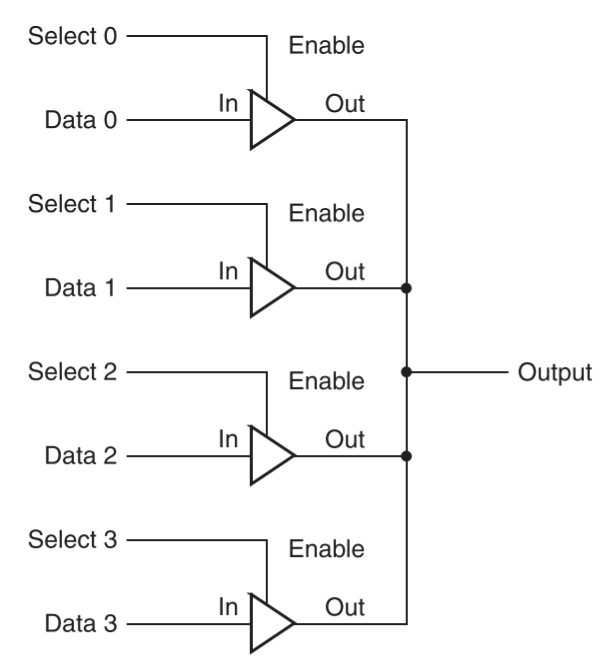 Select 0
Enable
In
Out
Data 0
Select 1
Enable
In
Out
Data 1
Select 2
Enable
Output
In
Out
Data 2
Select 3
Enable
In
Out
Data 3